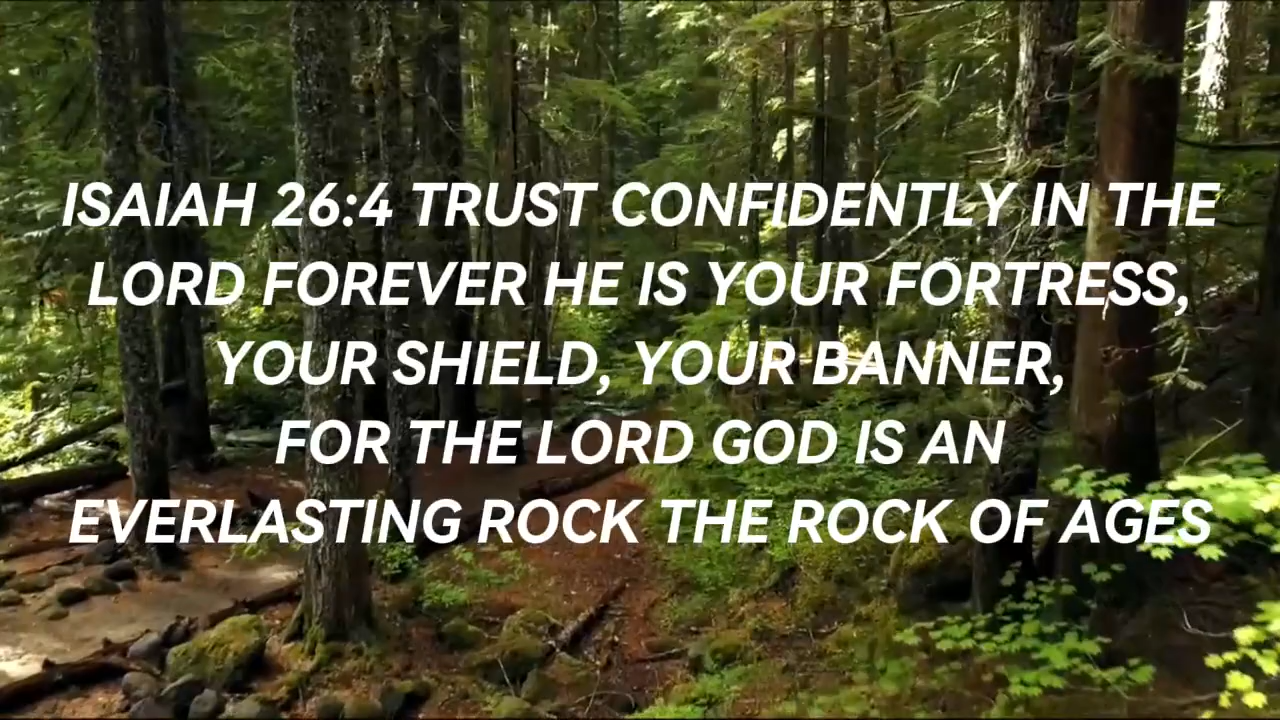 ISAIAH 26:4 TRUST CONFIDENTLY IN THE
LORD FOREVER HE IS YOUR FORTRESS,
YOUR SHIELD, YOUR BANNER,
FOR THE LORD GOD IS AN
EVERLASTING ROCK THE ROCK OF AGES